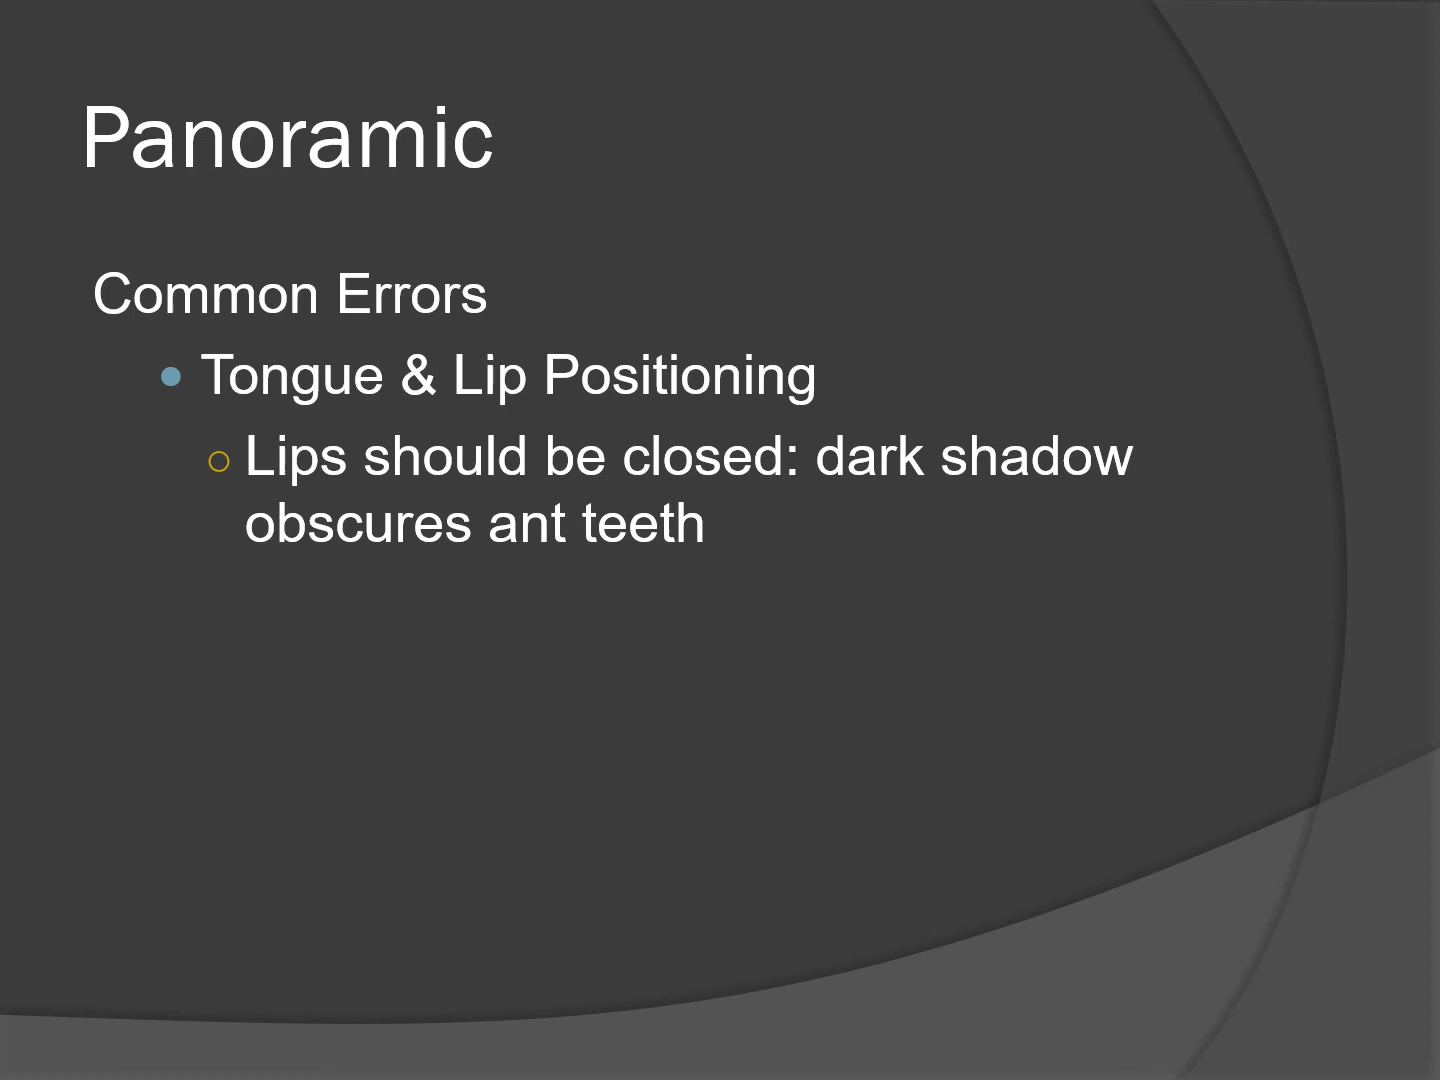 Panoramic
Common Errors
Tongue & Lip Positioning
Lips should be closed: dark shadow
obscures ant teeth